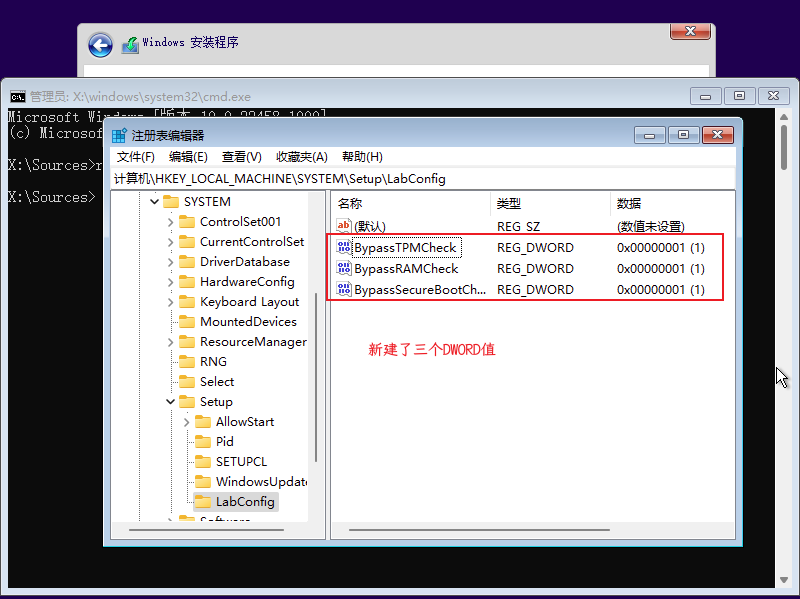 Windows 安装程序
管理员: X:\windows\system32\cmd.exe
Microsoft Windows [版本 10.0.22458.1000]
(c) Microsof
X:\Sources>r
X:\Sources>
注册表编辑器
文件(F) 编辑(E) 查看(V) 收藏夹(A) 帮助(H)
计算机\HKEY_LOCAL_MACHINE\SYSTEM\Setup\LabConfig
SYSTEM
ControlSet001
CurrentControlSet
DriverDatabase
HardwareConfig
Keyboard Layout
MountedDevices
ResourceManager
RNG
Select
Setup
AllowStart
Pid
SETUPCL
WindowsUpdate
LabConfig
Software
名称 类型 数据
ab (默认) REG_SZ (数值未设置)
BypassTPMCheck REG_DWORD 0x00000001 (1)
BypassRAMCheck REG_DWORD 0x00000001 (1)
BypassSecureBootCh... REG_DWORD 0x00000001 (1)
新建了三个DWORD值